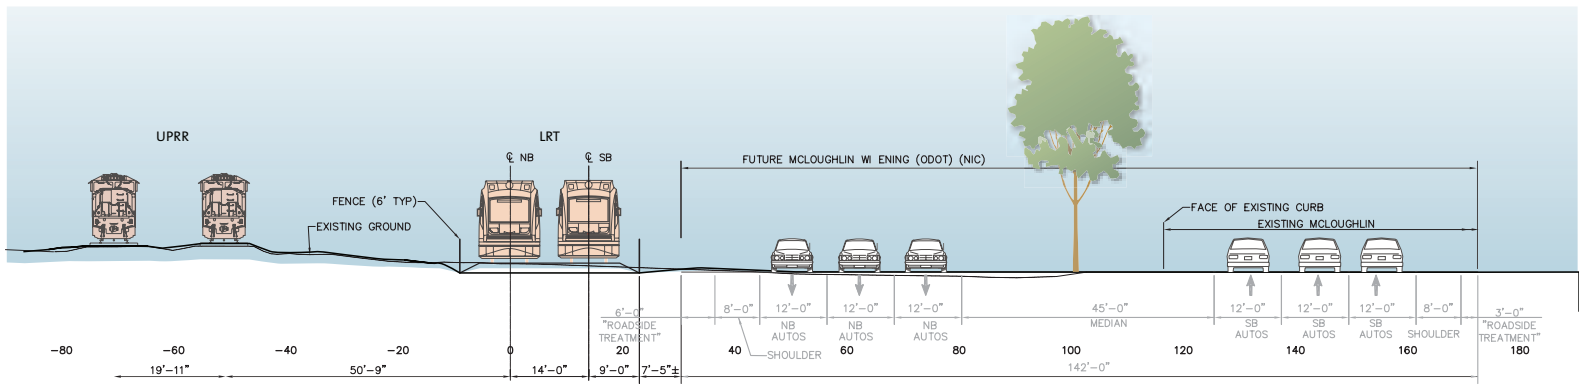 UPRR
LRT
℄ NB
℄ SB
FUTURE MCLOUGHLIN WI ENING (ODOT) (NIC)
FENCE (6' TYP)
EXISTING GROUND
FACE OF EXISTING CURB
EXISTING MCLOUGHLIN
6'-0"
"ROADSIDE
TREATMENT"
8'-0"
SHOULDER
12'-0"
NB
AUTOS
12'-0"
NB
AUTOS
12'-0"
NB
AUTOS
45'-0"
MEDIAN
12'-0"
SB
AUTOS
12'-0"
SB
AUTOS
12'-0"
SB
AUTOS
8'-0"
SHOULDER
3'-0"
"ROADSIDE
TREATMENT"
-80 -60 -40 -20 0 20 40 60 80 100 120 140 160 180
19'-11" 50'-9" 14'-0" 9'-0" 7'-5"± 142'-0"